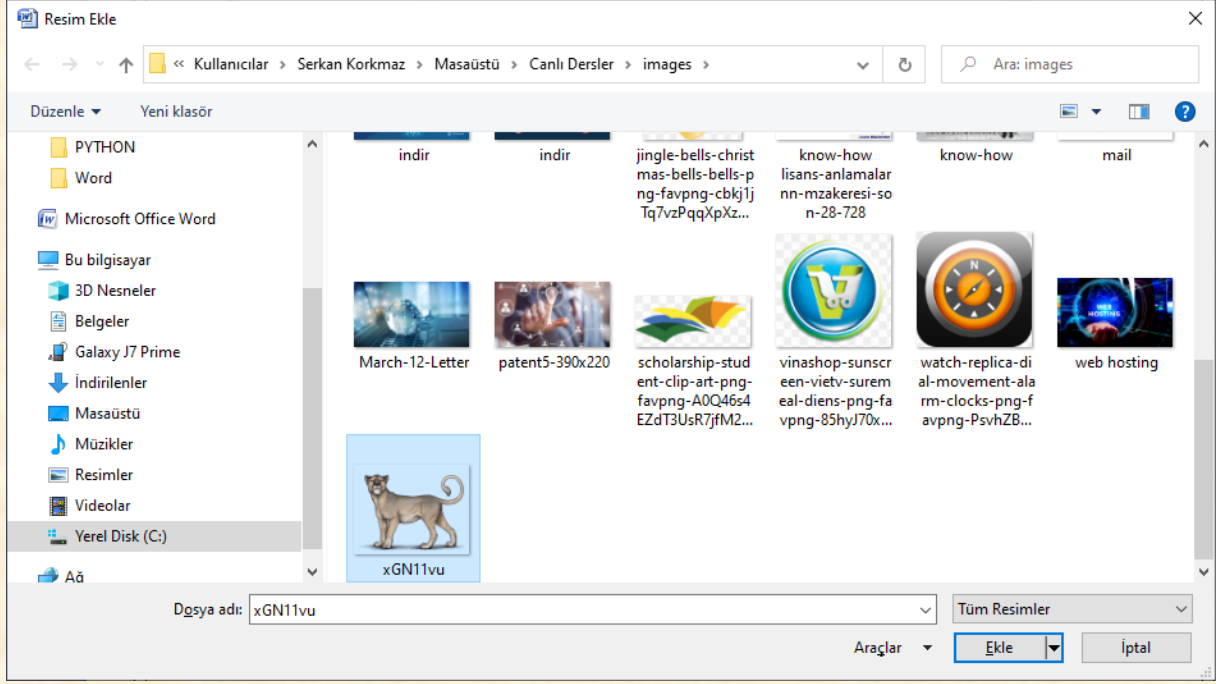 Resim Ekle
« Kullanıcılar › Serkan Korkmaz › Masaüstü › Canlı Dersler › images ›
Ara: images
Düzenle
Yeni klasör
PYTHON
Word
Microsoft Office Word
Bu bilgisayar
3D Nesneler
Belgeler
Galaxy J7 Prime
İndirilenler
Masaüstü
Müzikler
Resimler
Videolar
Yerel Disk (C:)
Ağ
indir
indir
jingle-bells-christ
mas-bells-bells-p
ng-favpng-cbkj1j
Tq7vzPqqXpXz...
know-how
lisans-anlamalar
nn-mzakeresi-so
n-28-728
know-how
mail
March-12-Letter
patent5-390x220
scholarship-stud
ent-clip-art-png-
favpng-A0Q46s4
EZdT3UsR7jfM2...
vinashop-sunscr
een-vietv-surem
eal-diens-png-fa
vpng-85hyJ70x...
watch-replica-di
al-movement-ala
rm-clocks-png-f
avpng-PsvhZB...
WEB
HOSTING
web hosting
xGN11vu
Dosya adı: xGN11vu
Tüm Resimler
Araçlar
Ekle
İptal